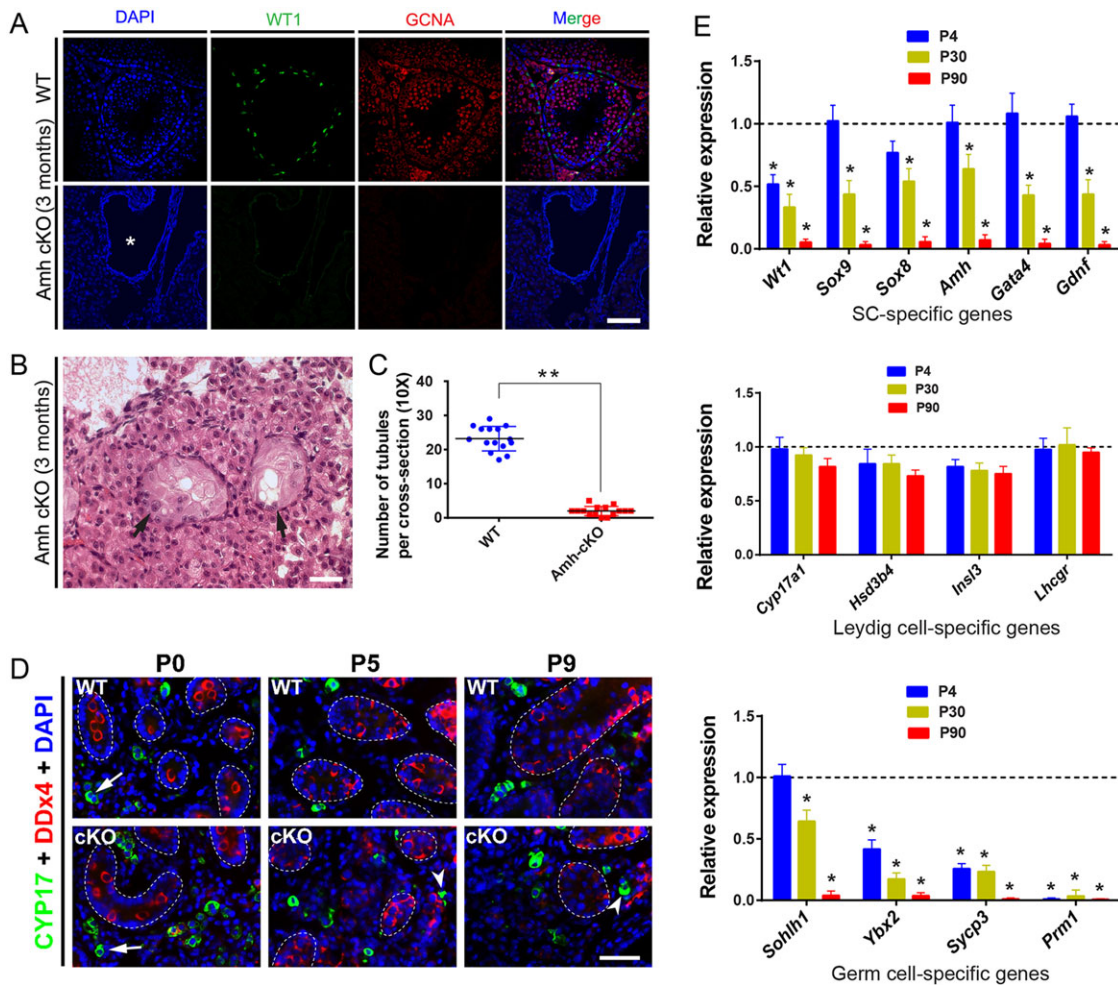 A
DAPI
WT1
GCNA
Merge
WT
Amh cKO (3 months)
*
B
Amh cKO (3 months)
C
Number of tubules
per cross-section (10X)
40
30
20
10
0
**
WT
Amh-cKO
D
P0
P5
P9
CYP17 + DDx4 + DAPI
WT
WT
WT
cKO
cKO
cKO
E
P4
P30
P90
Relative expression
1.5
1.0
0.5
0.0
* * *
* *
* *
* *
* *
* *
Wt1
Sox9
Sox8
Amh
Gata4
Gdnf
SC-specific genes
P4
P30
P90
Relative expression
1.5
1.0
0.5
0.0
Cyp17a1
Hsd3b4
Insl3
Lhcgr
Leydig cell-specific genes
P4
P30
P90
Relative expression
1.5
1.0
0.5
0.0
* *
* * *
* * *
* * *
Sohlh1
Ybx2
Sycp3
Prm1
Germ cell-specific genes